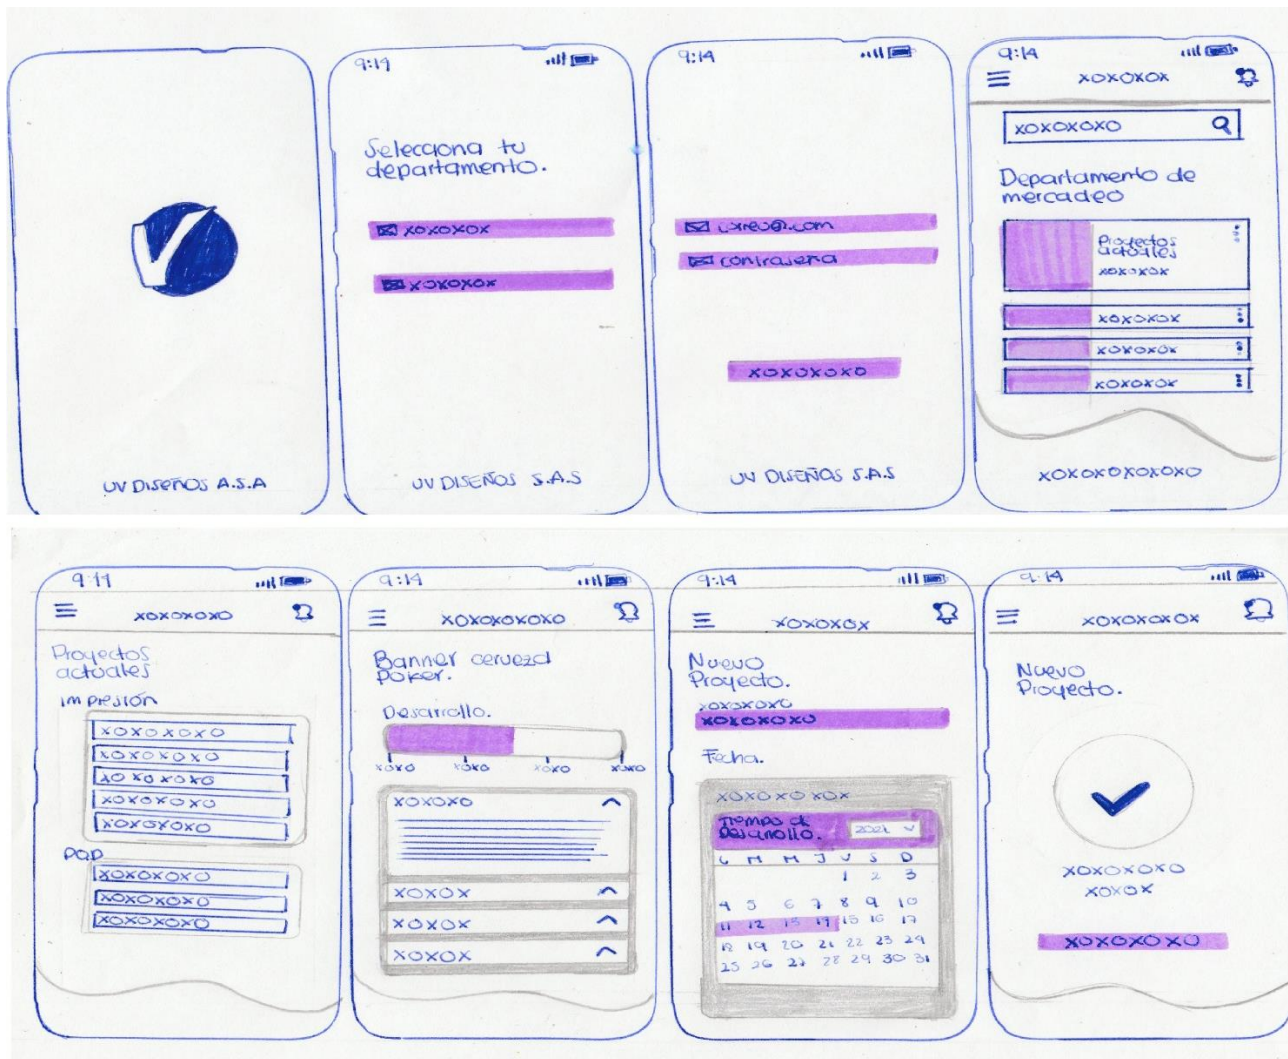 UV DISEÑOS A.S.A
9:14
Selecciona tu
departamento.
xoxoxox
xoxoxox
UV DISEÑOS S.A.S
9:14
correo@.com
contraseña
xoxoxoxo
UV DISEÑOS S.A.S
9:14
xoxoxox
xoxoxoxo
Departamento de
mercadeo
Proyectos
actuales
xoxoxox
xoxoxox
xoxoxox
xoxoxox
xoxoxoxoxoxo
9:14
xoxoxoxo
Proyectos
actuales
Impresión
xoxoxoxo
xoxoxoxo
xoxoxoxo
xoxoxoxo
xoxoxoxo
POP
xoxoxoxo
xoxoxoxo
xoxoxoxo
9:14
xoxoxoxoxo
Banner cerveza
poker.
Desarrollo.
xoxo xoxo xoxo xoxo
xoxoxo
xoxox
xoxox
xoxox
9:14
xoxoxox
Nuevo
Proyecto.
xoxoxoxo
xoxoxoxo
Fecha.
xoxoxoxox
Tiempo de
Desarrollo.
L M M J V S D
1 2 3
4 5 6 7 8 9 10
11 12 13 14 15 16 17
19 20 21 22 23 24
25 26 27 28 29 30 31
9:14
xoxoxoxox
Nuevo
Proyecto.
xoxoxoxo
xoxox
xoxoxoxo